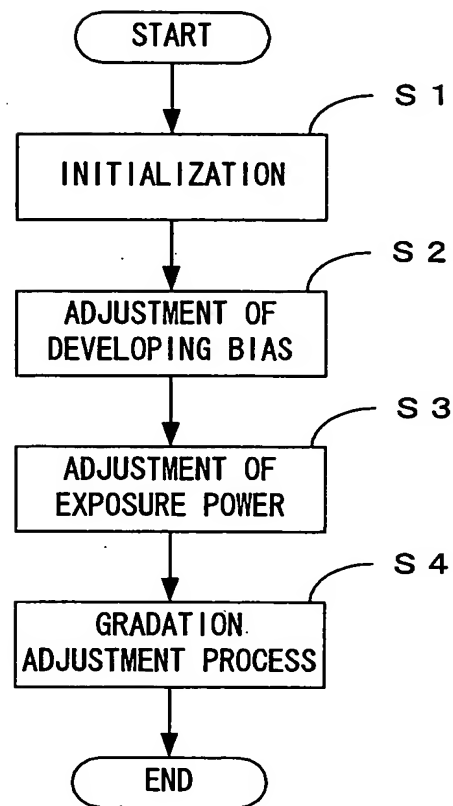 START
S 1
INITIALIZATION
S 2
ADJUSTMENT OF
DEVELOPING BIAS
S 3
ADJUSTMENT OF
EXPOSURE POWER
S 4
GRADATION
ADJUSTMENT PROCESS
END